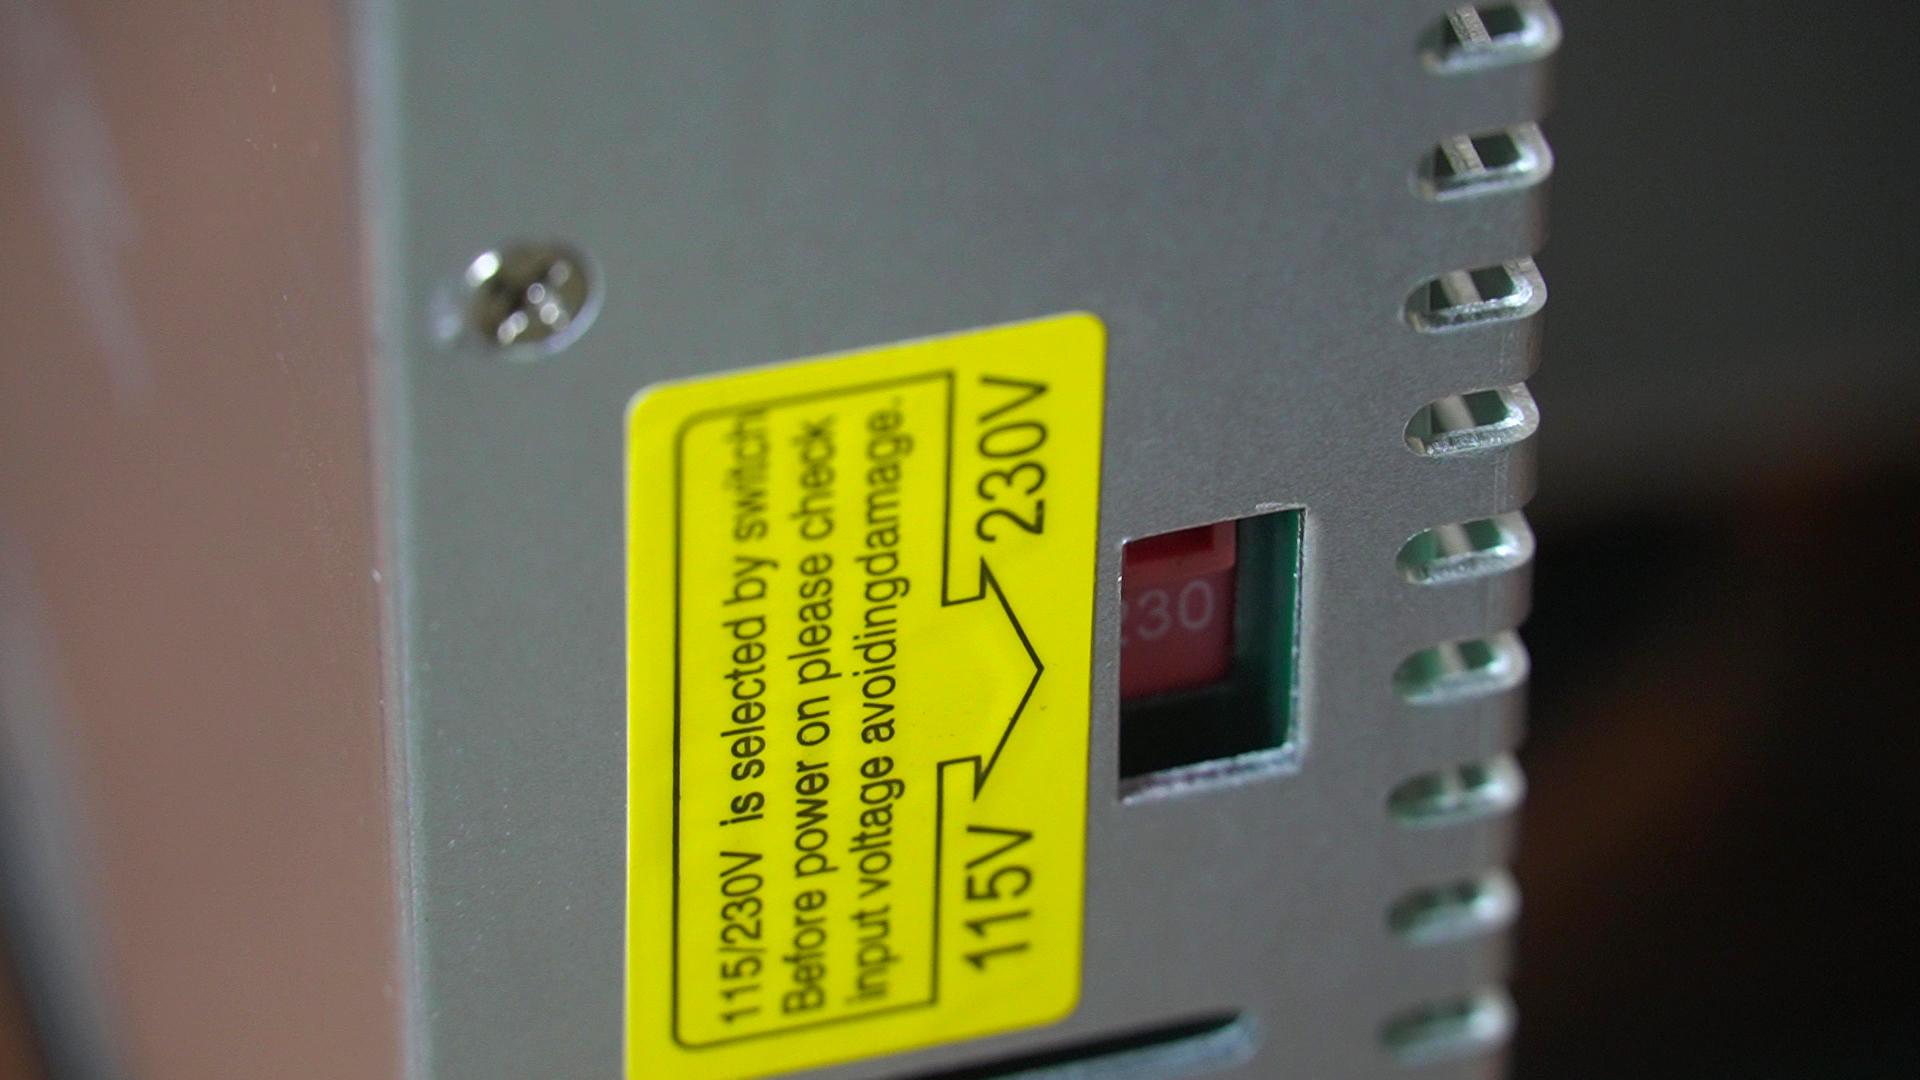 115/230V is selected by switch
Before power on please check
input voltage avoidingdamage.
115V 230V
230